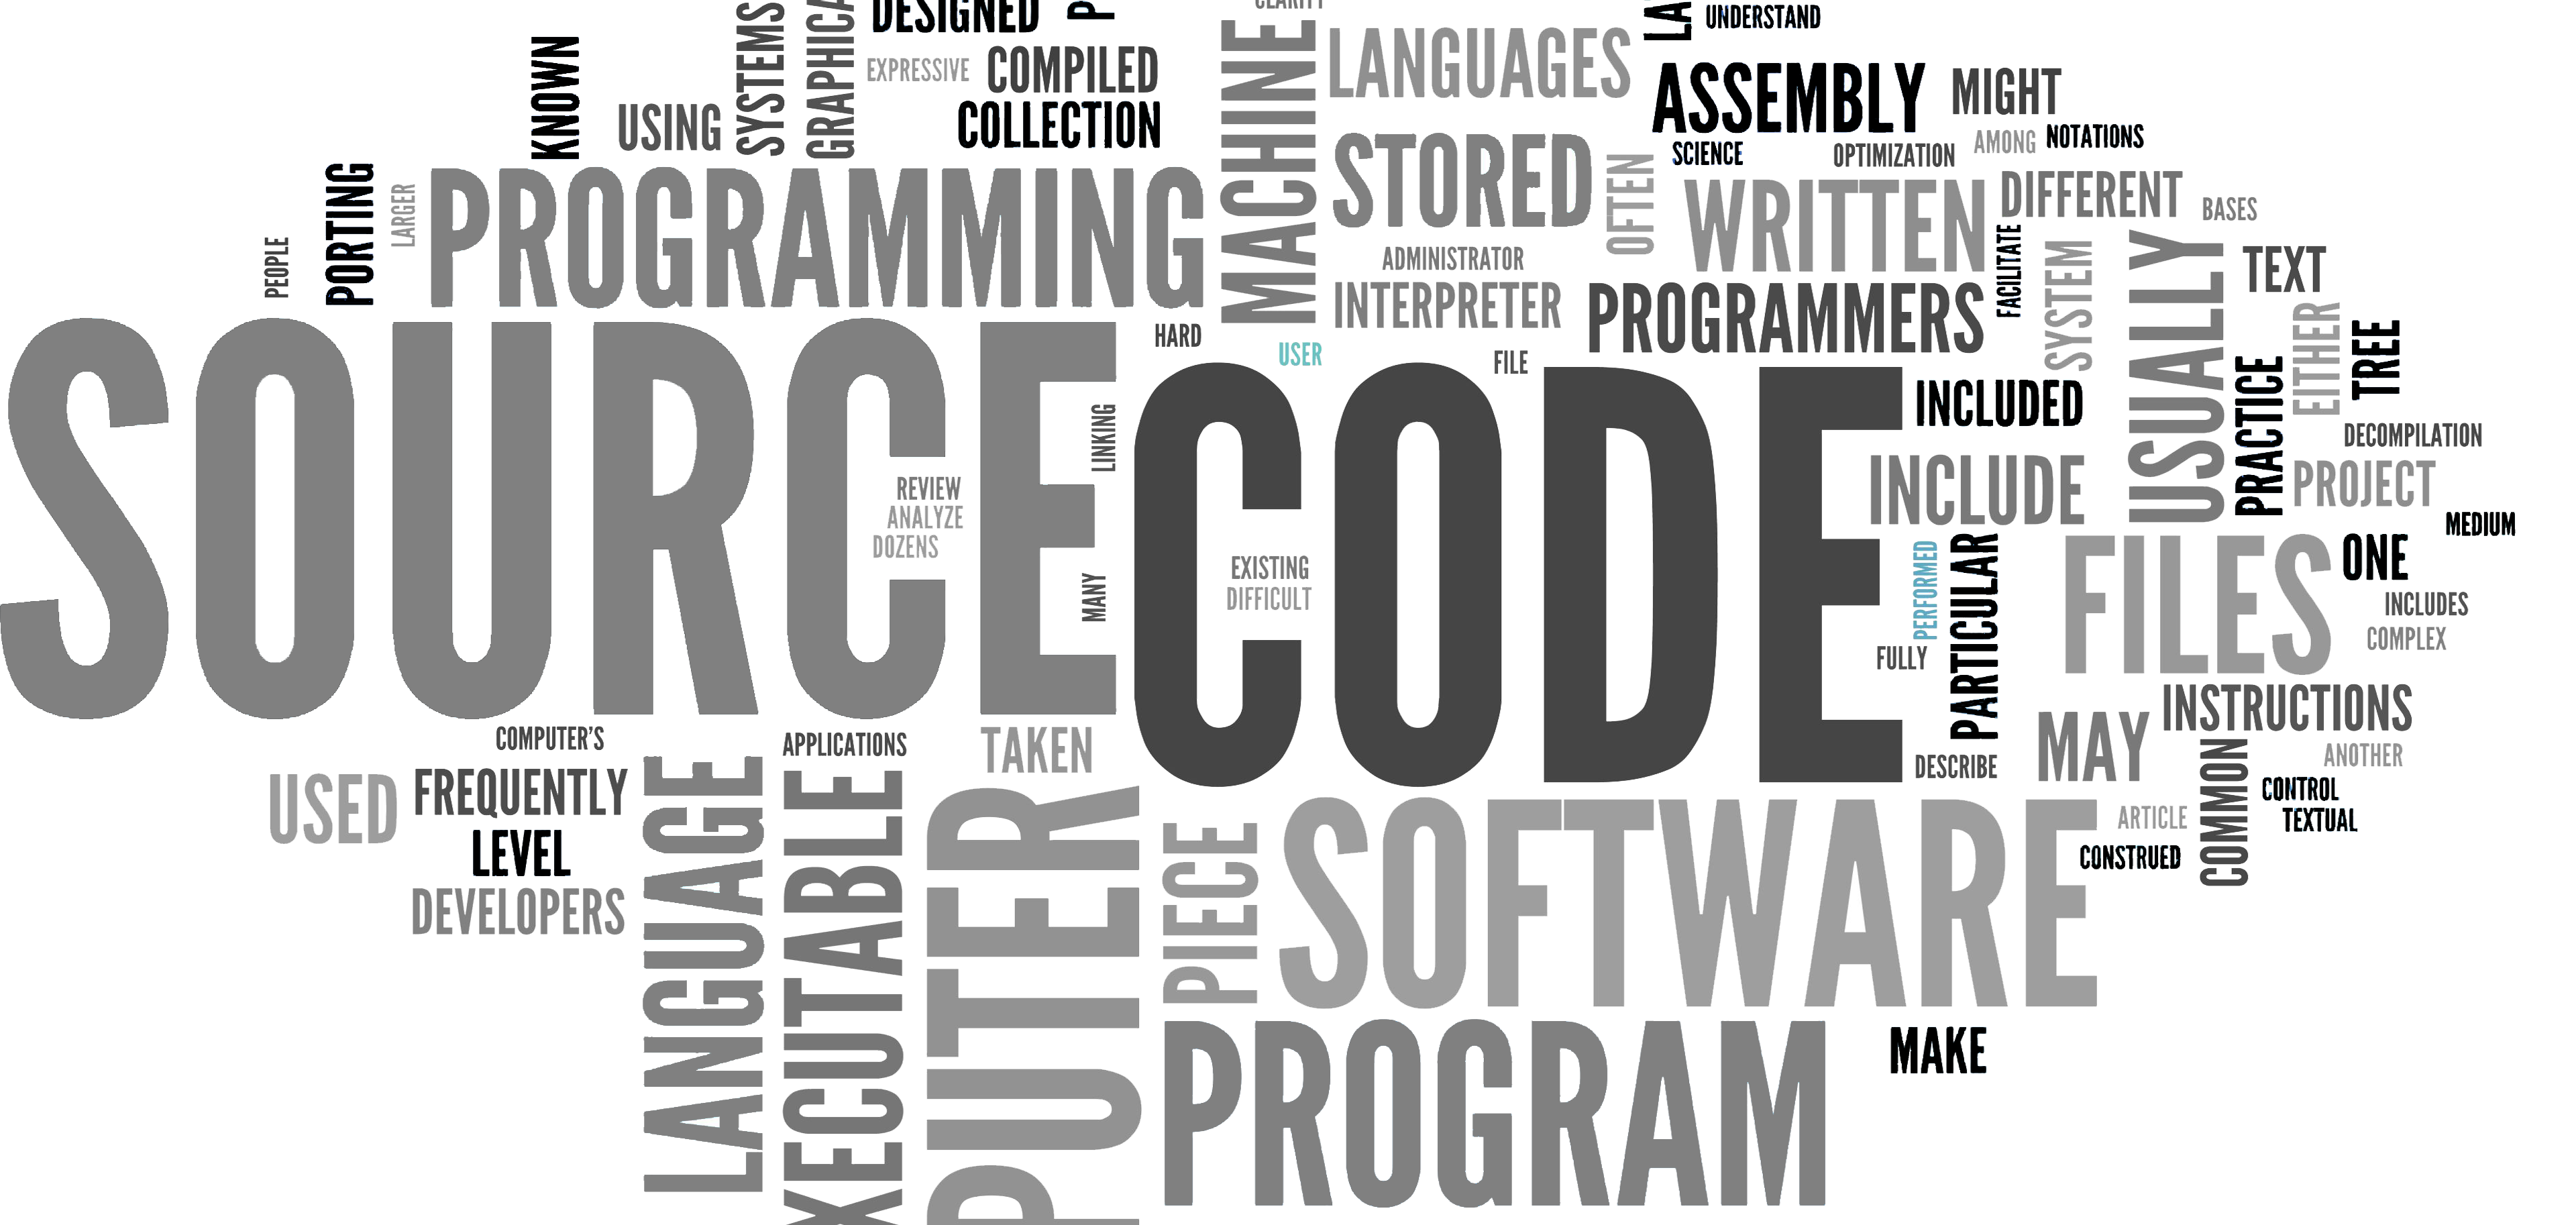 CLARITY
UNDERSTAND
DESIGNED
SYSTEMS
EXPRESSIVE
COMPILED
MACHINE
LANGUAGES
KNOWN
USING
COLLECTION
ASSEMBLY
MIGHT
STORED
SCIENCE
OPTIMIZATION
AMONG
NOTATIONS
PORTING
LARGER
PROGRAMMING
OFTEN
WRITTEN
DIFFERENT
BASES
PEOPLE
ADMINISTRATOR
FACILITATE
SYSTEM
USUALLY
TEXT
INTERPRETER
PROGRAMMERS
EITHER
TREE
HARD
USER
FILE
SOURCE
CODE
INCLUDED
PRACTICE
DECOMPILATION
LINKING
INCLUDE
PROJECT
REVIEW
ANALYZE
DOZENS
MEDIUM
EXISTING
DIFFICULT
MANY
PERFORMED
PARTICULAR
FILES
ONE
INCLUDES
COMPLEX
FULLY
INSTRUCTIONS
COMPUTER'S
APPLICATIONS
TAKEN
DESCRIBE
MAY
ANOTHER
COMMON
CONTROL
TEXTUAL
USED
FREQUENTLY
LANGUAGE
XECUTABLE
PUTER
PIECE
SOFTWARE
ARTICLE
CONSTRUED
LEVEL
DEVELOPERS
PROGRAM
MAKE